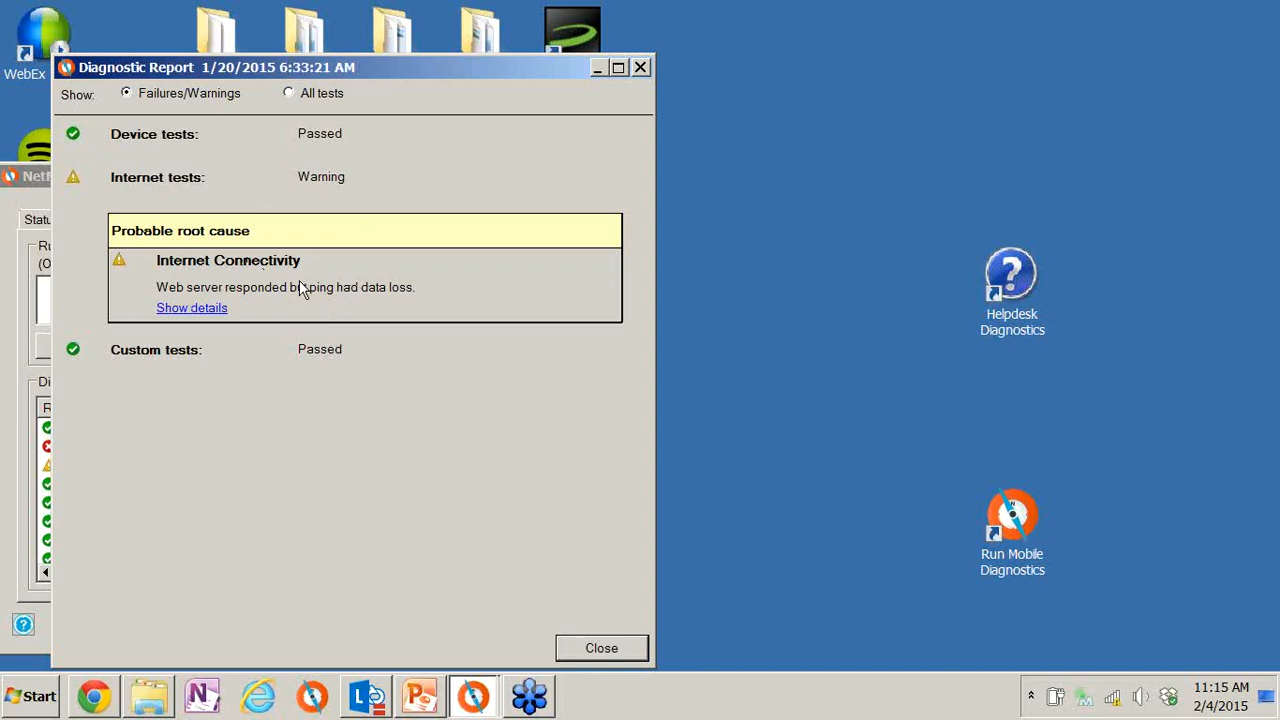 WebEx
Diagnostic Report 1/20/2015 6:33:21 AM
Show: Failures/Warnings All tests
Device tests: Passed
Internet tests: Warning
Probable root cause
Internet Connectivity
Web server responded but ping had data loss.
Show details
Custom tests: Passed
Close
Helpdesk
Diagnostics
Run Mobile
Diagnostics
Start
11:15 AM
2/4/2015